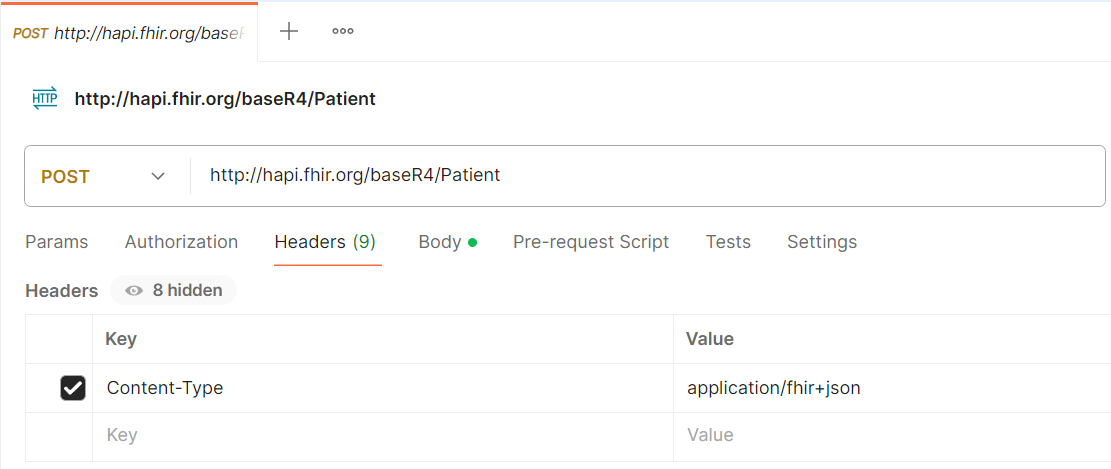 POST http://hapi.fhir.org/baseR
HTTP http://hapi.fhir.org/baseR4/Patient
POST http://hapi.fhir.org/baseR4/Patient
Params Authorization Headers (9) Body Pre-request Script Tests Settings
Headers 8 hidden
Key Value
Content-Type application/fhir+json
Key Value